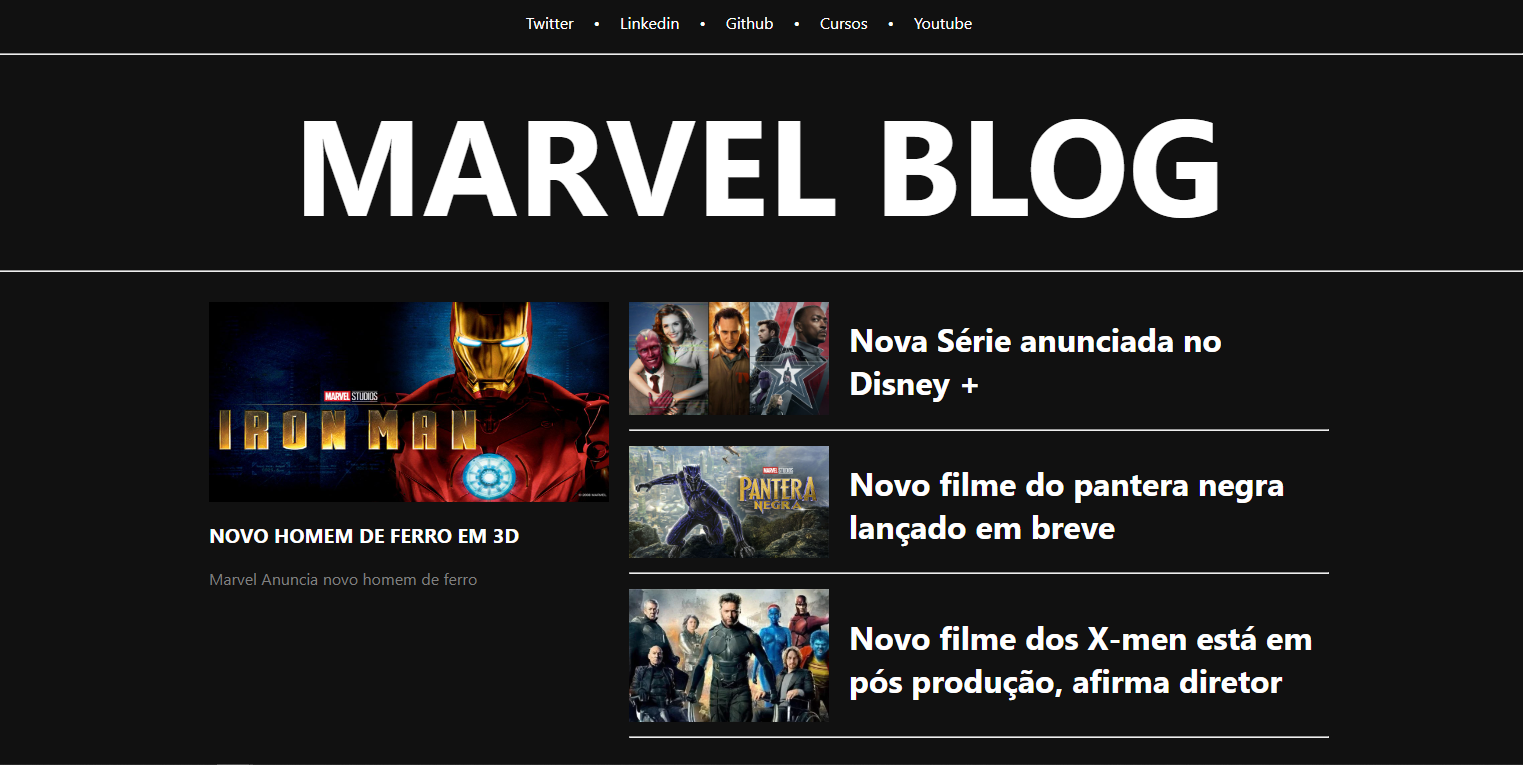 Twitter • Linkedin • Github • Cursos • Youtube
MARVEL BLOG
MARVEL STUDIOS
IRON MAN
© 2008 MARVEL
NOVO HOMEM DE FERRO EM 3D
Marvel Anuncia novo homem de ferro
Nova Série anunciada no
Disney +
MARVEL STUDIOS
PANTERA
NEGRA
Novo filme do pantera negra
lançado em breve
Novo filme dos X-men está em
pós produção, afirma diretor